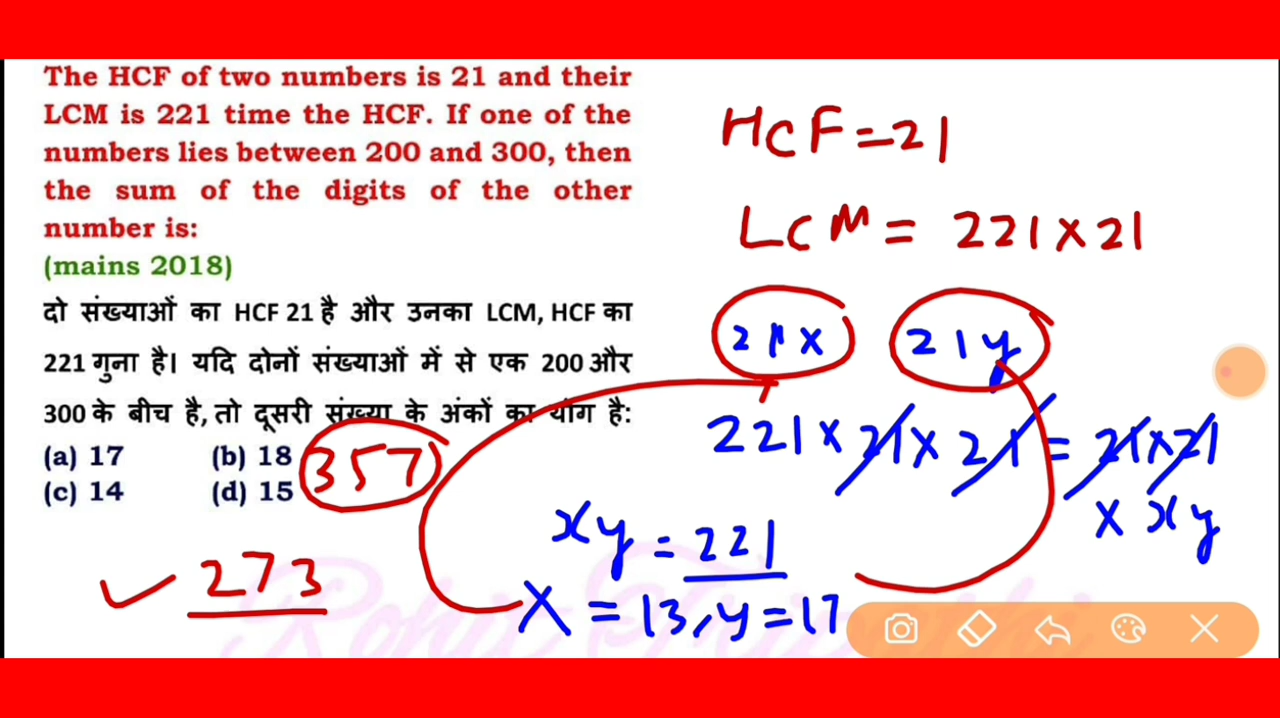 The HCF of two numbers is 21 and their
LCM is 221 time the HCF. If one of the
numbers lies between 200 and 300, then
the sum of the digits of the other
number is:
(mains 2018)
दो संख्याओं का HCF 21 है और उनका LCM, HCF का
221 गुना है। यदि दोनों संख्याओं में से एक 200 और
300 के बीच है, तो दूसरी संख्या के अंकों का योग है:
(a) 17 (b) 18
(c) 14 (d) 15
357
273
HCF=21
LCM = 221×21
21x 21y
221×21×21 = 21×21
× xy
xy = 221
x = 13, y = 17